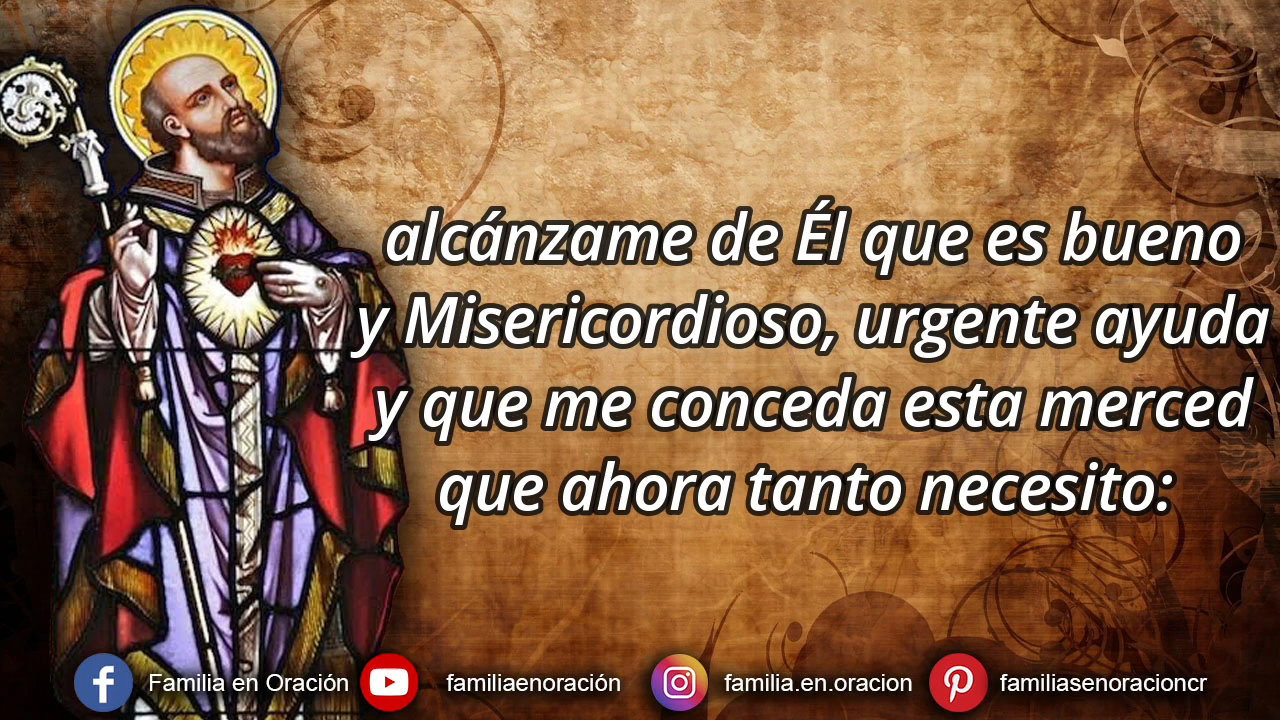 alcánzame de Él que es bueno
y Misericordioso, urgente ayuda
y que me conceda esta merced
que ahora tanto necesito:
Familia en Oración familiaenoración familia.en.oracion familiasenoracioncr